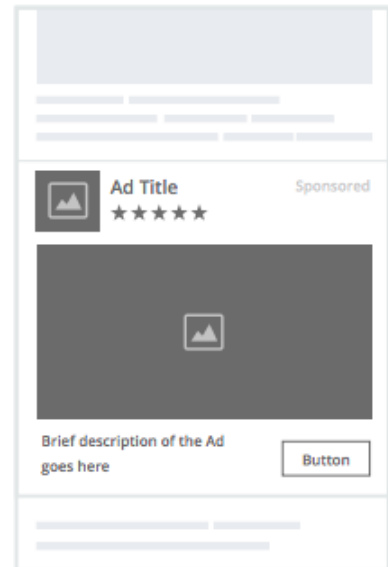 Ad Title
Sponsored
Brief description of the Ad
goes here
Button